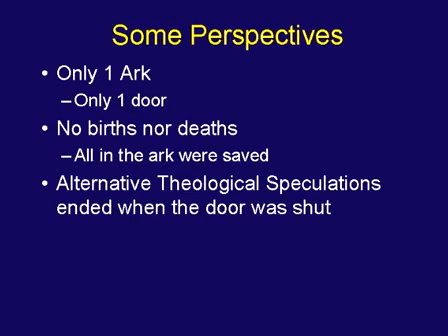 Some Perspectives
• Only 1 Ark
– Only 1 door
• No births nor deaths
– All in the ark were saved
• Alternative Theological Speculations
ended when the door was shut